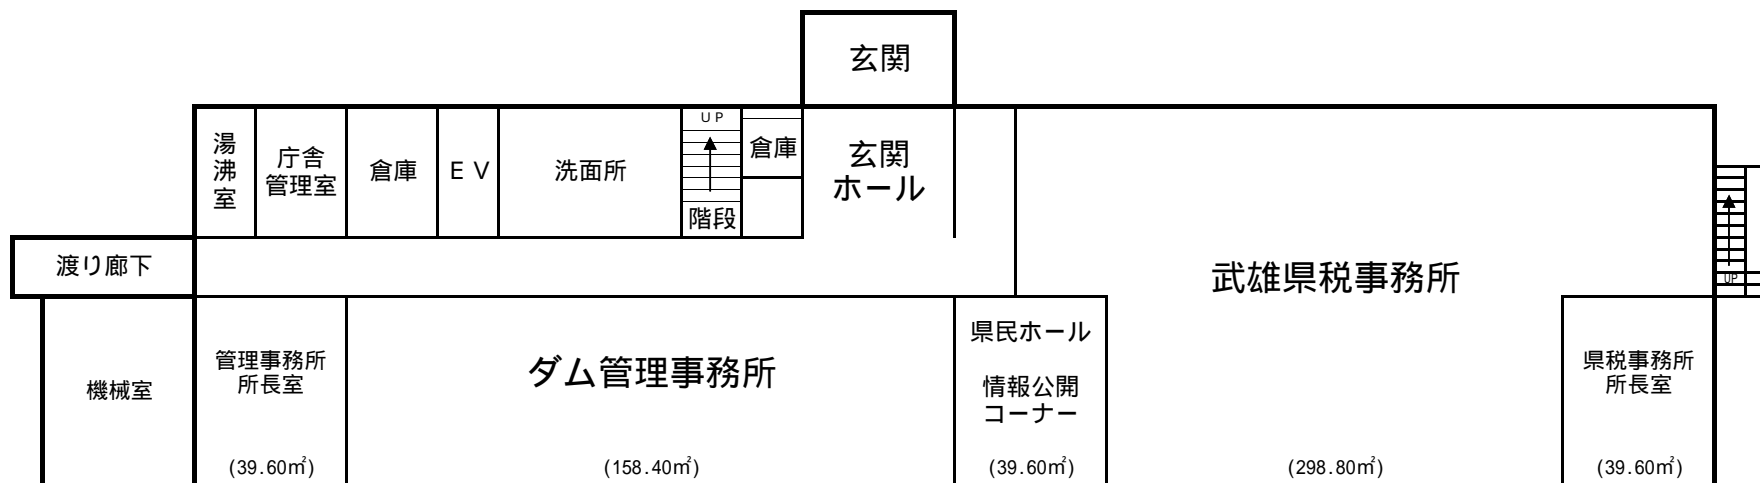 玄関
湯沸室
庁舎
管理室
倉庫
ＥＶ
洗面所
ＵＰ
階段
倉庫
玄関
ホール
渡り廊下
武雄県税事務所
UP
機械室
管理事務所
所長室
(39.60㎡)
ダム管理事務所
(158.40㎡)
県民ホール
情報公開
コーナー
(39.60㎡)
(298.80㎡)
県税事務所
所長室
(39.60㎡)